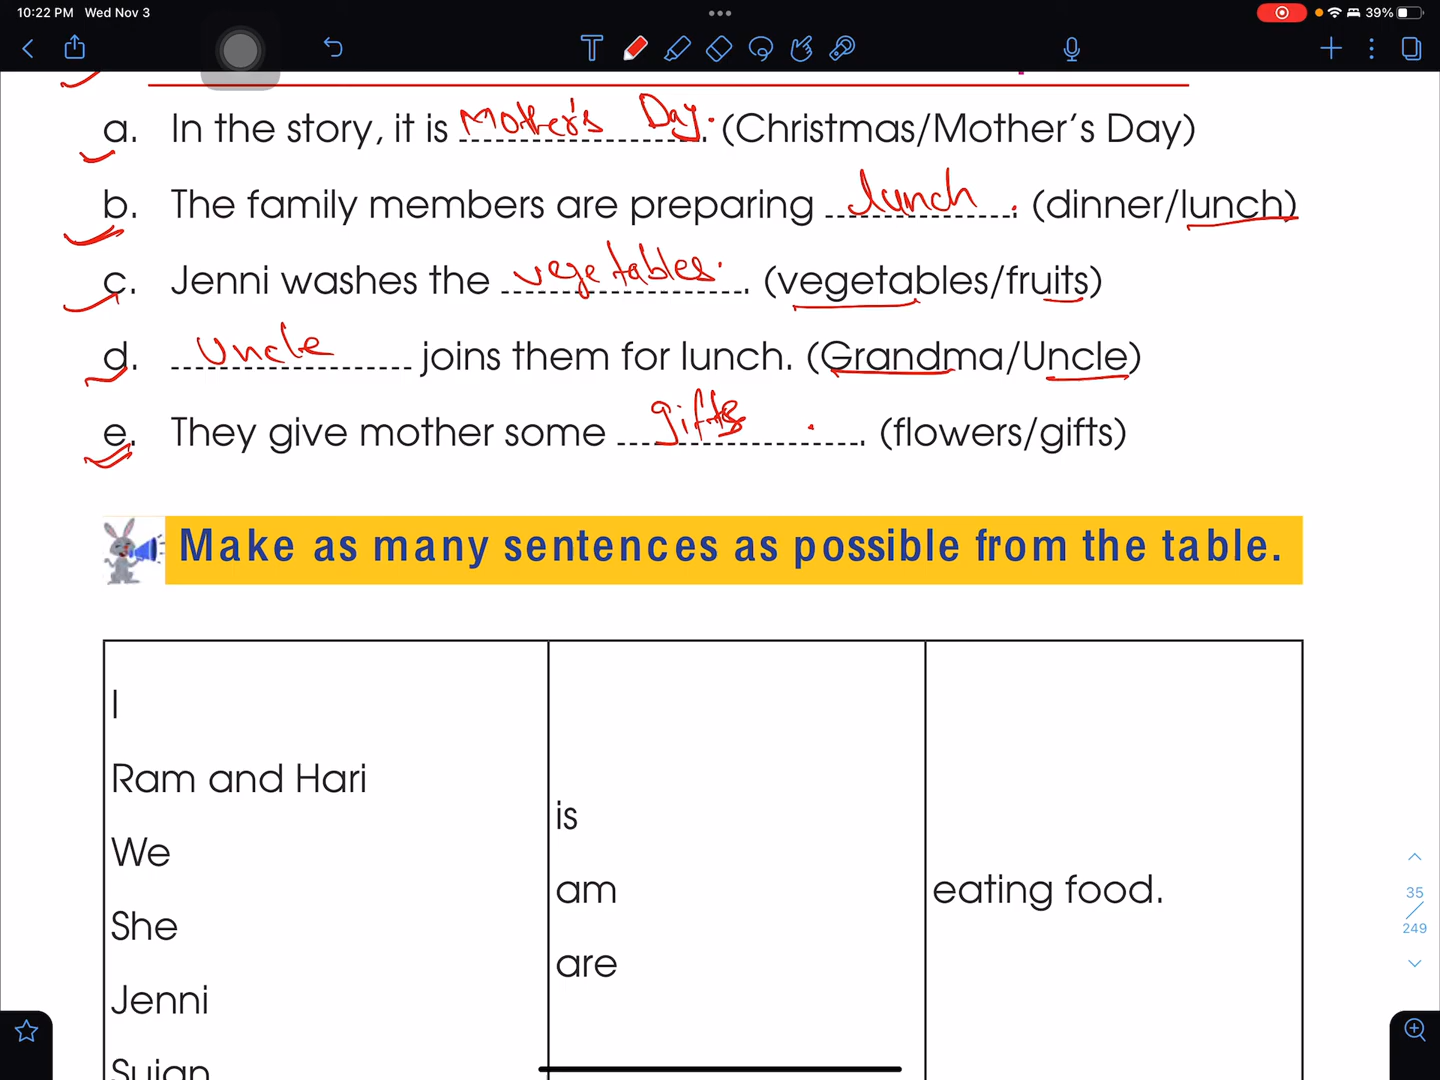 10:22 PM Wed Nov 3 39%
a. In the story, it is Mother's Day. (Christmas/Mother's Day)
b. The family members are preparing lunch. (dinner/lunch)
c. Jenni washes the vegetables. (vegetables/fruits)
d. Uncle joins them for lunch. (Grandma/Uncle)
e. They give mother some gifts. (flowers/gifts)
Make as many sentences as possible from the table.
I
Ram and Hari
We
She
Jenni
is
am
are
eating food.
35
249